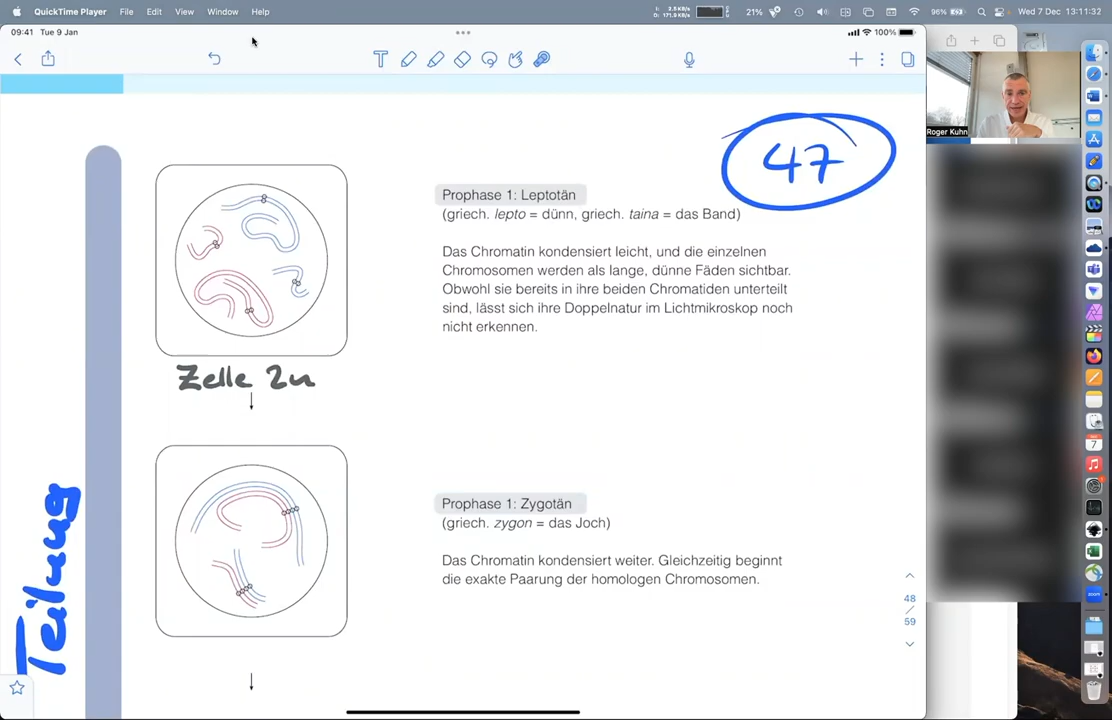 QuickTime Player File Edit View Window Help
21% 96% Wed 7 Dec 13:11:32
09:41 Tue 9 Jan
100%
47
Prophase 1: Leptotän
(griech. lepto = dünn, griech. taina = das Band)
Das Chromatin kondensiert leicht, und die einzelnen
Chromosomen werden als lange, dünne Fäden sichtbar.
Obwohl sie bereits in ihre beiden Chromatiden unterteilt
sind, lässt sich ihre Doppelnatur im Lichtmikroskop noch
nicht erkennen.
Zelle 2n
Prophase 1: Zygotän
(griech. zygon = das Joch)
Das Chromatin kondensiert weiter. Gleichzeitig beginnt
die exakte Paarung der homologen Chromosomen.
Teilung
48
59
Roger Kuhn